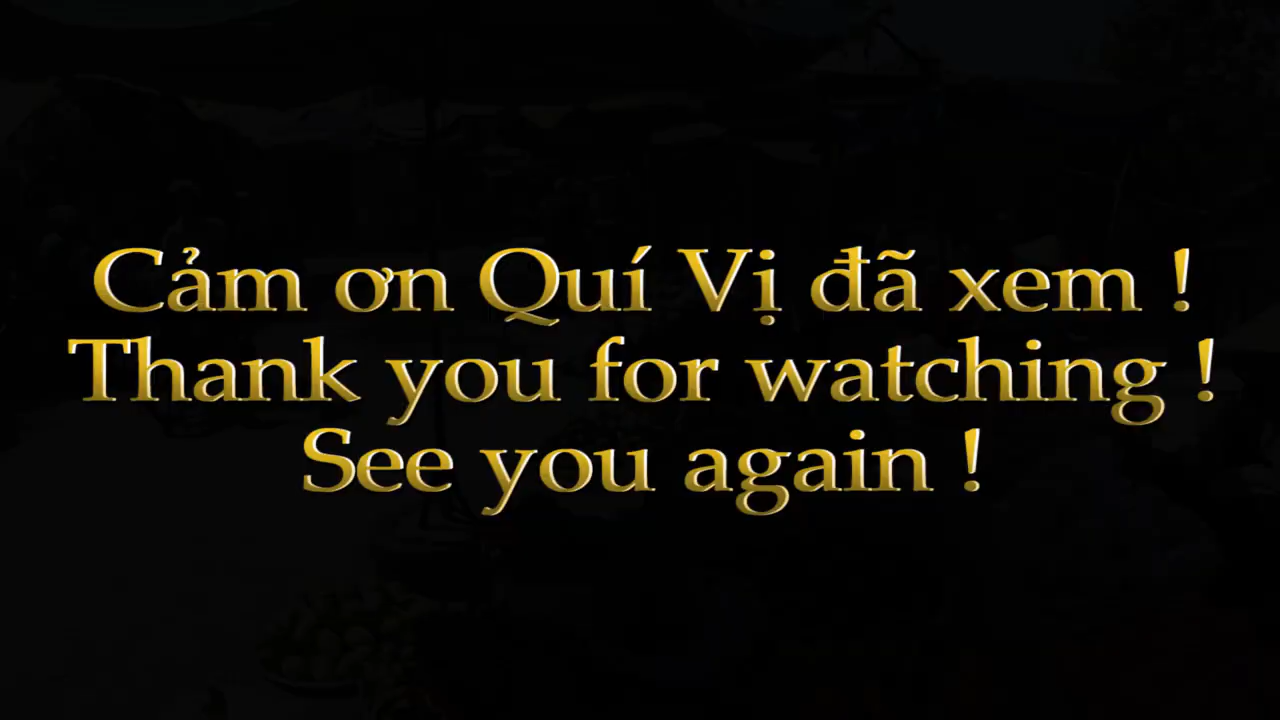 Cảm ơn Quí Vị đã xem !
Thank you for watching !
See you again !